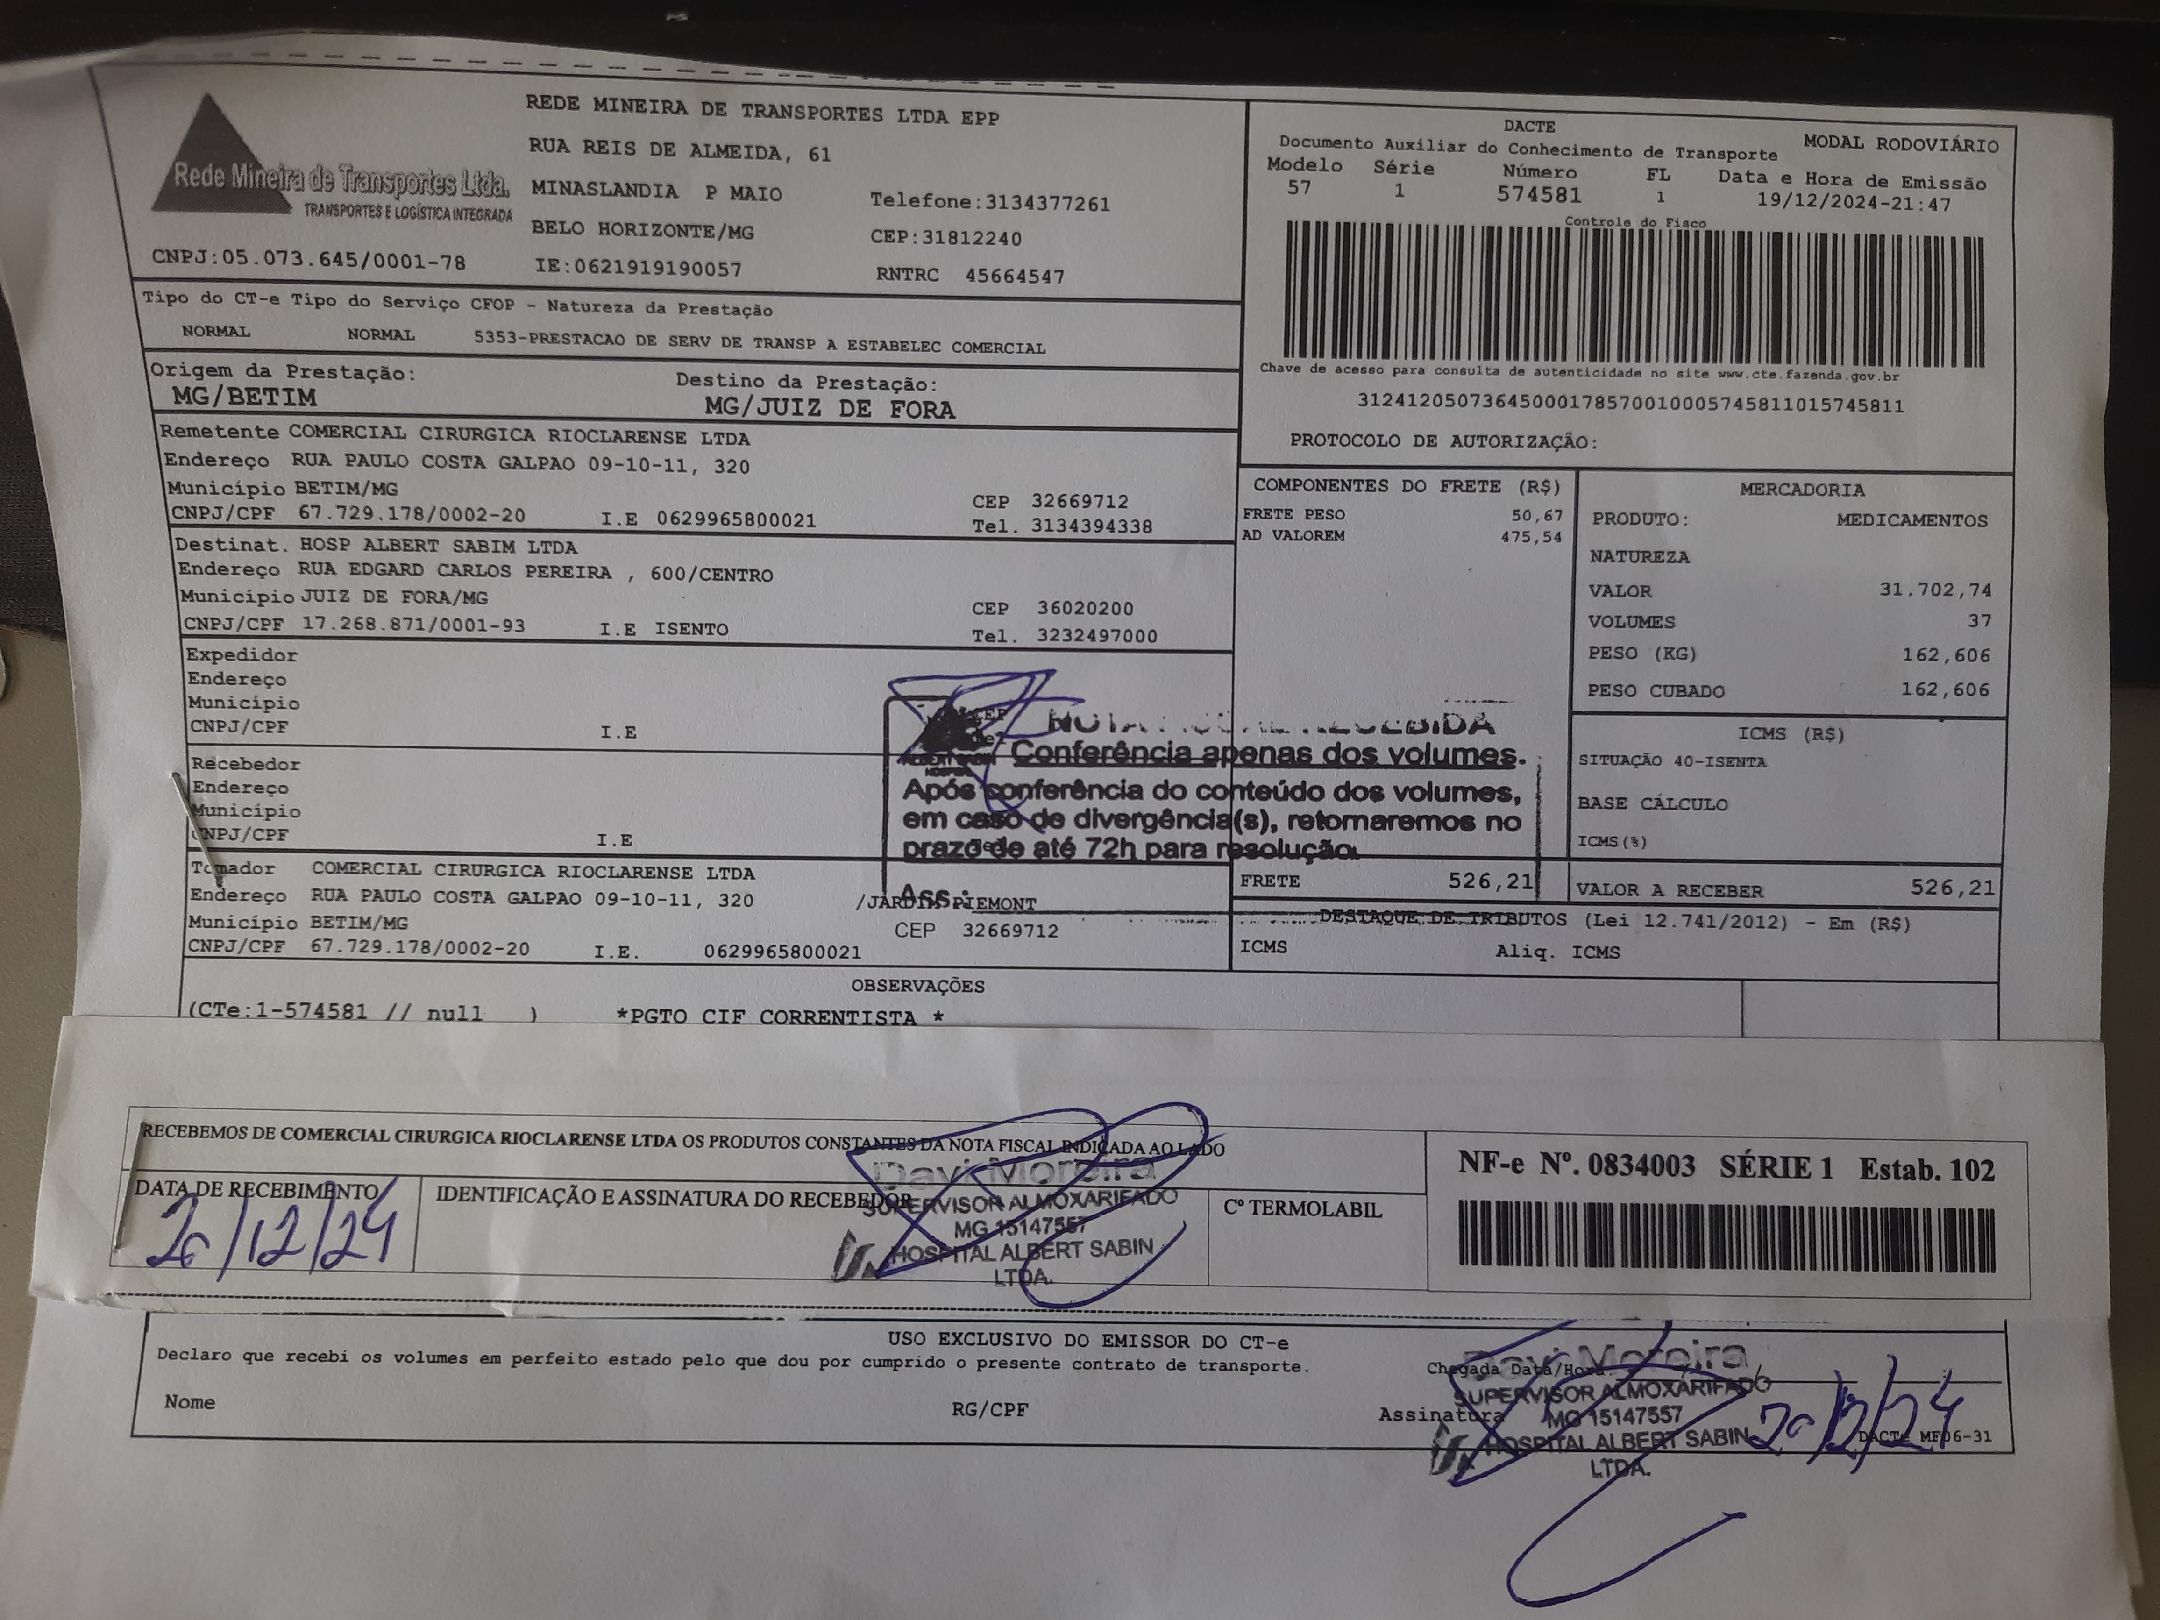 Rede Mineira de Transportes Ltda.
TRANSPORTES E LOGÍSTICA INTEGRADA
CNPJ:05.073.645/0001-78
REDE MINEIRA DE TRANSPORTES LTDA EPP
RUA REIS DE ALMEIDA, 61
MINASLANDIA P MAIO Telefone:3134377261
BELO HORIZONTE/MG CEP:31812240
IE:0621919190057 RNTRC 45664547
DACTE MODAL RODOVIÁRIO
Documento Auxiliar do Conhecimento de Transporte
Modelo Série Número FL Data e Hora de Emissão
57 1 574581 1 19/12/2024-21:47
Controle do Fisco
Chave de acesso para consulta de autenticidade no site www.cte.fazenda.gov.br
31241205073645000178570010005745811015745811
PROTOCOLO DE AUTORIZAÇÃO:
Tipo do CT-e Tipo do Serviço CFOP - Natureza da Prestação
NORMAL NORMAL 5353-PRESTACAO DE SERV DE TRANSP A ESTABELEC COMERCIAL
Origem da Prestação: Destino da Prestação:
MG/BETIM MG/JUIZ DE FORA
Remetente COMERCIAL CIRURGICA RIOCLARENSE LTDA
Endereço RUA PAULO COSTA GALPAO 09-10-11, 320
Município BETIM/MG CEP 32669712
CNPJ/CPF 67.729.178/0002-20 I.E 0629965800021 Tel. 3134394338
Destinat. HOSP ALBERT SABIM LTDA
Endereço RUA EDGARD CARLOS PEREIRA , 600/CENTRO
Município JUIZ DE FORA/MG CEP 36020200
CNPJ/CPF 17.268.871/0001-93 I.E ISENTO Tel. 3232497000
Expedidor
Endereço
Município
CNPJ/CPF I.E
Recebedor
Endereço
Município
CNPJ/CPF I.E
Tomador COMERCIAL CIRURGICA RIOCLARENSE LTDA
Endereço RUA PAULO COSTA GALPAO 09-10-11, 320 /JARDIM PIEMONT
Município BETIM/MG CEP 32669712
CNPJ/CPF 67.729.178/0002-20 I.E. 0629965800021
COMPONENTES DO FRETE (R$)
FRETE PESO 50,67
AD VALOREM 475,54
MERCADORIA
PRODUTO: MEDICAMENTOS
NATUREZA
VALOR 31.702,74
VOLUMES 37
PESO (KG) 162,606
PESO CUBADO 162,606
ICMS (R$)
SITUAÇÃO 40-ISENTA
BASE CÁLCULO
ICMS(%)
NOTA FISCAL RECEBIDA
Conferência apenas dos volumes.
Após conferência do conteúdo dos volumes,
em caso de divergência(s), retornaremos no
prazo de até 72h para resolução.
Ass.:
FRETE 526,21 VALOR A RECEBER 526,21
DESTAQUE DE TRIBUTOS (Lei 12.741/2012) - Em (R$)
ICMS Aliq. ICMS
OBSERVAÇÕES
(CTe:1-574581 // null ) *PGTO CIF CORRENTISTA *
RECEBEMOS DE COMERCIAL CIRURGICA RIOCLARENSE LTDA OS PRODUTOS CONSTANTES DA NOTA FISCAL INDICADA AO LADO
DATA DE RECEBIMENTO IDENTIFICAÇÃO E ASSINATURA DO RECEBEDOR Cº TERMOLABIL
20/12/24
Davi Moreira
SUPERVISOR ALMOXARIFADO
MG 15147557
HOSPITAL ALBERT SABIN
LTDA.
NF-e Nº. 0834003 SÉRIE 1 Estab. 102
USO EXCLUSIVO DO EMISSOR DO CT-e
Declaro que recebi os volumes em perfeito estado pelo que dou por cumprido o presente contrato de transporte.
Chegada Data/Hora:
Nome RG/CPF Assinatura
Davi Moreira
SUPERVISOR ALMOXARIFADO
MG 15147557
HOSPITAL ALBERT SABIN
LTDA.
20/12/24
DACTE MF06-31